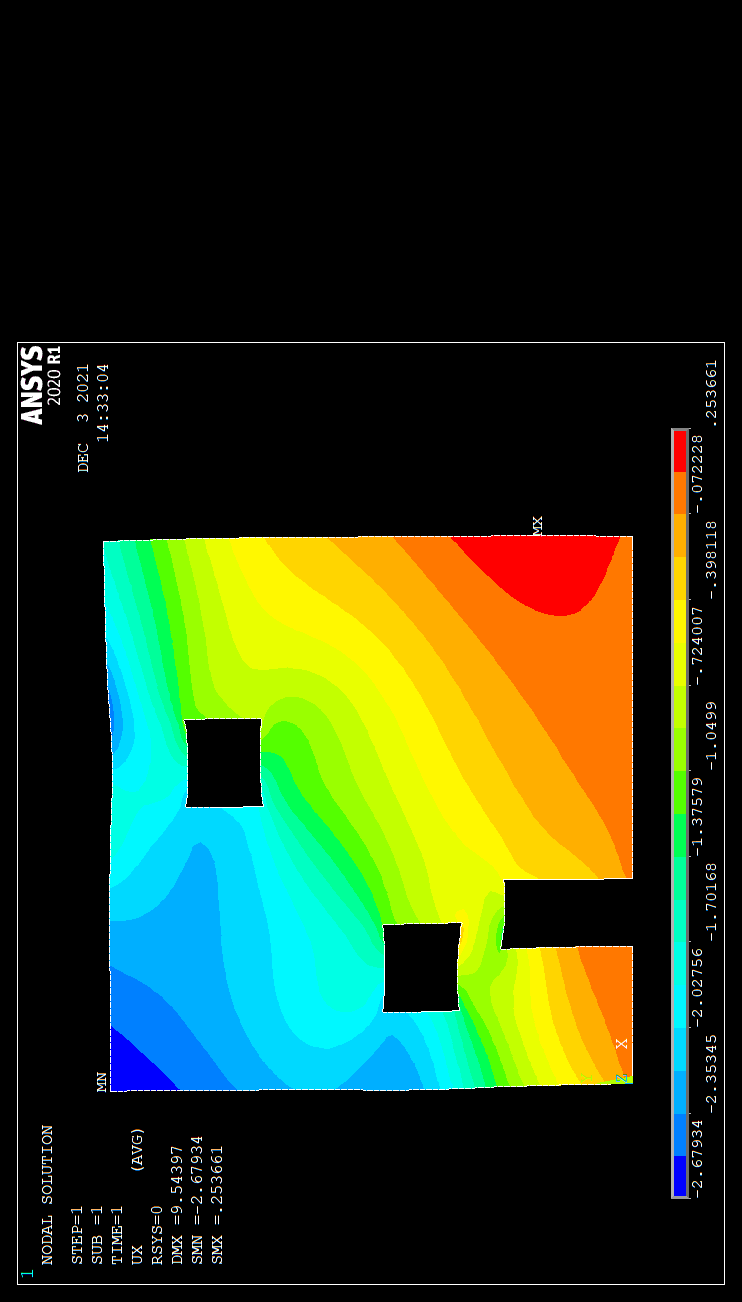 1
NODAL SOLUTION
STEP=1
SUB =1
TIME=1
UX (AVG)
RSYS=0
DMX =9.54397
SMN =-2.67934
SMX =.253661
ANSYS
2020 R1
DEC 3 2021
14:33:04
MN
MX
Z X
-2.67934
-2.35345
-2.02756
-1.70168
-1.37579
-1.0499
-.724007
-.398118
-.072228
.253661